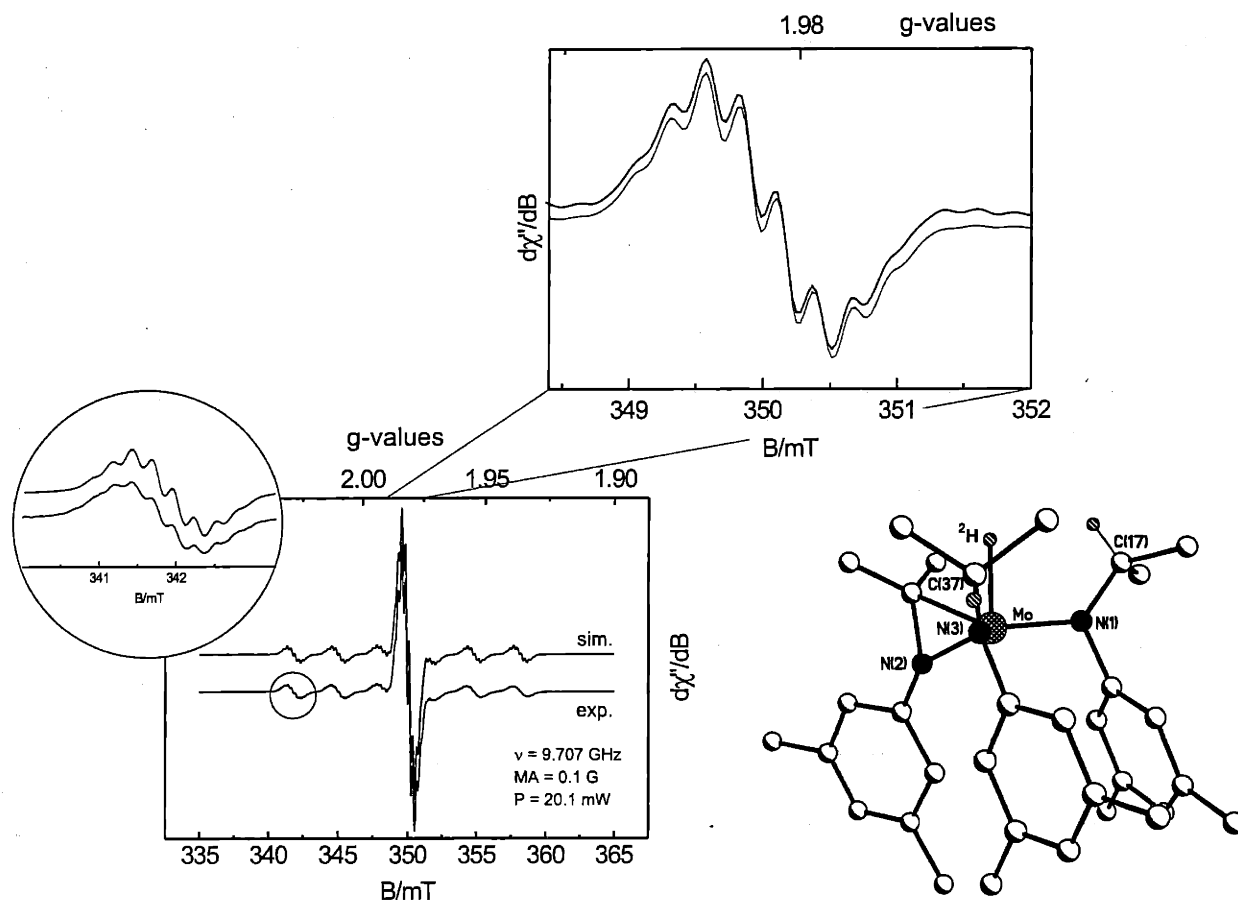 1.98 g-values
dχ"/dB
349 350 351 352
B/mT
g-values
2.00 1.95 1.90
341 342
B/mT
sim.
exp.
dχ"/dB
ν = 9.707 GHz
MA = 0.1 G
P = 20.1 mW
335 340 345 350 355 360 365
B/mT
²H
C(17)
C(37)
Mo
N(3)
N(1)
N(2)